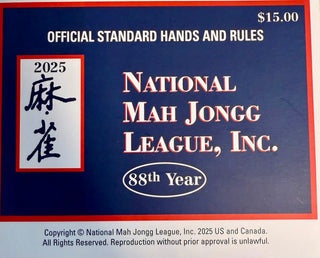 $15.00
OFFICIAL STANDARD HANDS AND RULES
2025
麻
雀
NATIONAL
MAH JONGG
LEAGUE, INC.
88th Year
Copyright © National Mah Jongg League, Inc. 2025 US and Canada.
All Rights Reserved. Reproduction without prior approval is unlawful.